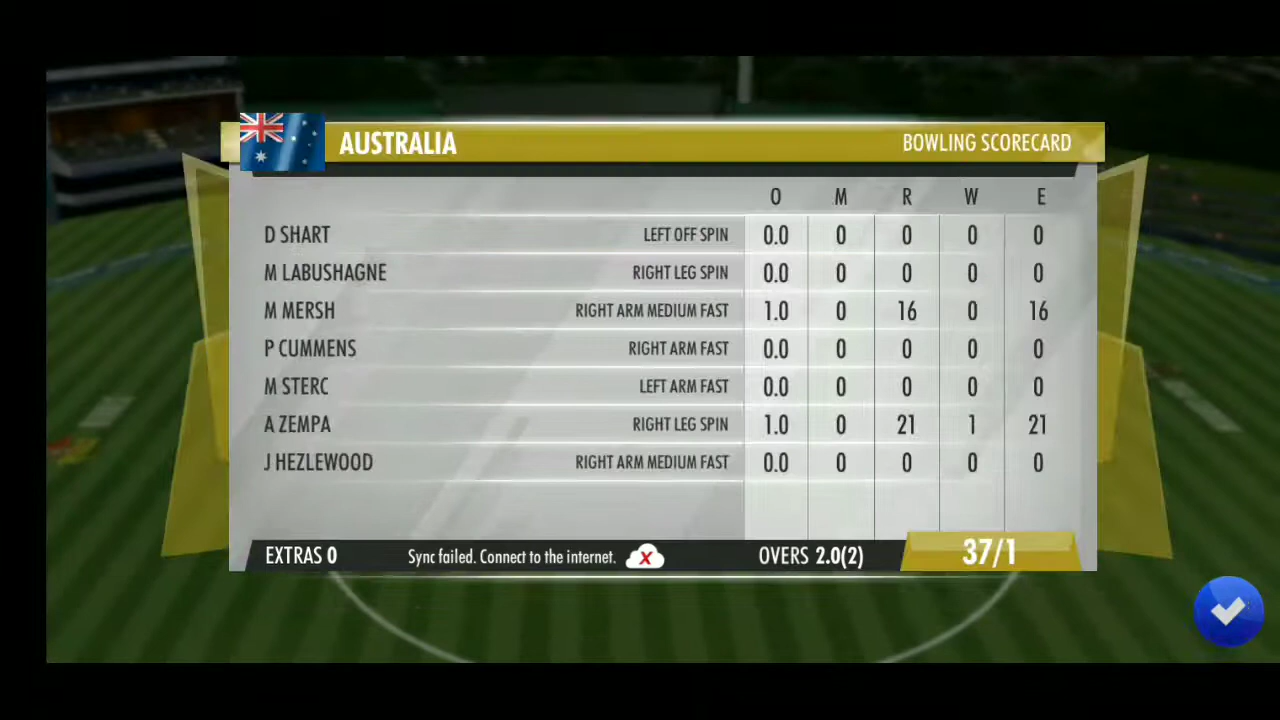 AUSTRALIA BOWLING SCORECARD
O M R W E
D SHART LEFT OFF SPIN 0.0 0 0 0 0
M LABUSHAGNE RIGHT LEG SPIN 0.0 0 0 0 0
M MERSH RIGHT ARM MEDIUM FAST 1.0 0 16 0 16
P CUMMENS RIGHT ARM FAST 0.0 0 0 0 0
M STERC LEFT ARM FAST 0.0 0 0 0 0
A ZEMPA RIGHT LEG SPIN 1.0 0 21 1 21
J HEZLEWOOD RIGHT ARM MEDIUM FAST 0.0 0 0 0 0
EXTRAS 0 Sync failed. Connect to the internet. X OVERS 2.0(2) 37/1